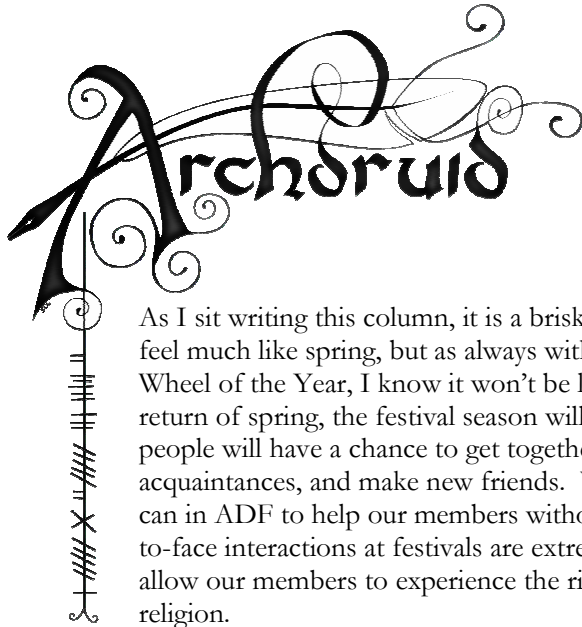 Archdruid
As I sit writing this column, it is a brisk
feel much like spring, but as always wit
Wheel of the Year, I know it won't be
return of spring, the festival season will
people will have a chance to get togethe
acquaintances, and make new friends.
can in ADF to help our members witho
to-face interactions at festivals are extre
allow our members to experience the ri
religion.